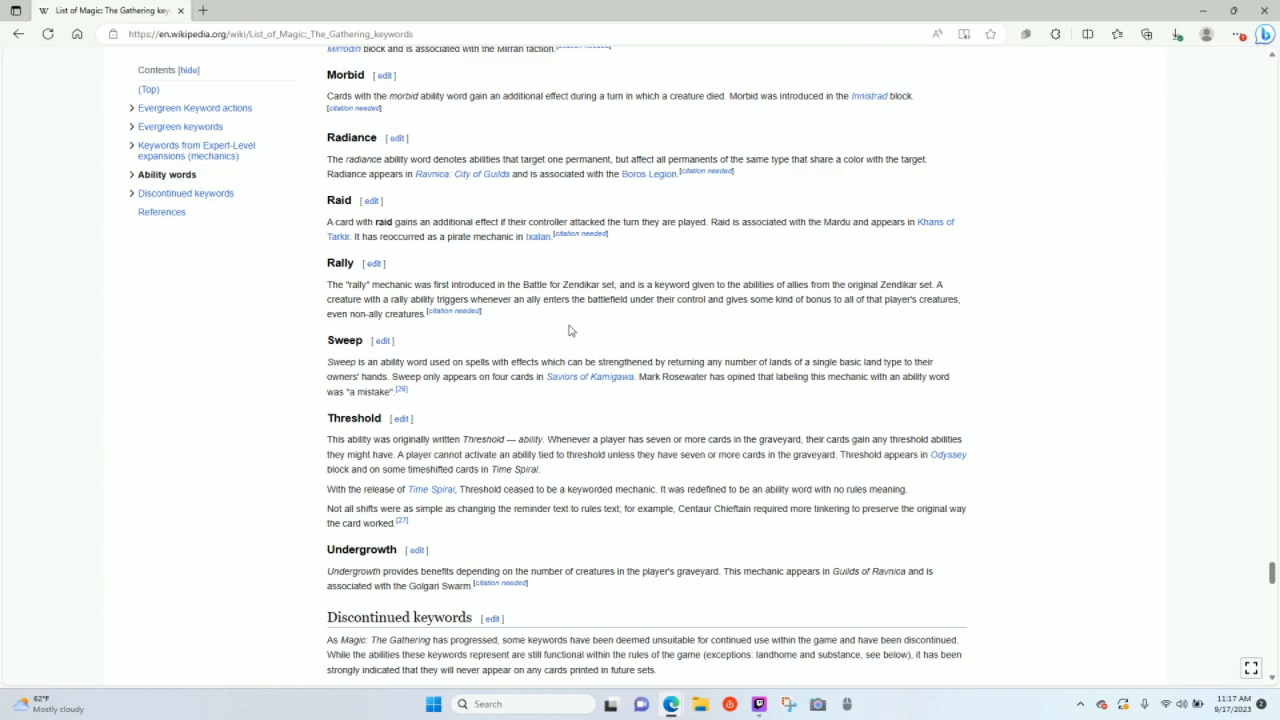 List of Magic: The Gathering key
https://en.wikipedia.org/wiki/List_of_Magic:_The_Gathering_keywords
Contents [hide]
(Top)
Evergreen Keyword actions
Evergreen keywords
Keywords from Expert-Level
expansions (mechanics)
Ability words
Discontinued keywords
References
Mirrodin block and is associated with the Mirran faction.[citation needed]
Morbid [ edit ]
Cards with the morbid ability word gain an additional effect during a turn in which a creature died. Morbid was introduced in the Innistrad block.
[citation needed]
Radiance [ edit ]
The radiance ability word denotes abilities that target one permanent, but affect all permanents of the same type that share a color with the target.
Radiance appears in Ravnica: City of Guilds and is associated with the Boros Legion.[citation needed]
Raid [ edit ]
A card with raid gains an additional effect if their controller attacked the turn they are played. Raid is associated with the Mardu and appears in Khans of
Tarkir. It has reoccurred as a pirate mechanic in Ixalan.[citation needed]
Rally [ edit ]
The "rally" mechanic was first introduced in the Battle for Zendikar set, and is a keyword given to the abilities of allies from the original Zendikar set. A
creature with a rally ability triggers whenever an ally enters the battlefield under their control and gives some kind of bonus to all of that player's creatures,
even non-ally creatures.[citation needed]
Sweep [ edit ]
Sweep is an ability word used on spells with effects which can be strengthened by returning any number of lands of a single basic land type to their
owners' hands. Sweep only appears on four cards in Saviors of Kamigawa. Mark Rosewater has opined that labeling this mechanic with an ability word
was "a mistake".[26]
Threshold [ edit ]
This ability was originally written Threshold — ability. Whenever a player has seven or more cards in the graveyard, their cards gain any threshold abilities
they might have. A player cannot activate an ability tied to threshold unless they have seven or more cards in the graveyard. Threshold appears in Odyssey
block and on some timeshifted cards in Time Spiral.
With the release of Time Spiral, Threshold ceased to be a keyworded mechanic. It was redefined to be an ability word with no rules meaning.
Not all shifts were as simple as changing the reminder text to rules text; for example, Centaur Chieftain required more tinkering to preserve the original way
the card worked.[27]
Undergrowth [ edit ]
Undergrowth provides benefits depending on the number of creatures in the player's graveyard. This mechanic appears in Guilds of Ravnica and is
associated with the Golgari Swarm.[citation needed]
Discontinued keywords [ edit ]
As Magic: The Gathering has progressed, some keywords have been deemed unsuitable for continued use within the game and have been discontinued.
While the abilities these keywords represent are still functional within the rules of the game (exceptions: landhome and substance, see below), it has been
strongly indicated that they will never appear on any cards printed in future sets.
62°F
Mostly cloudy
Search
11:17 AM
9/17/2023